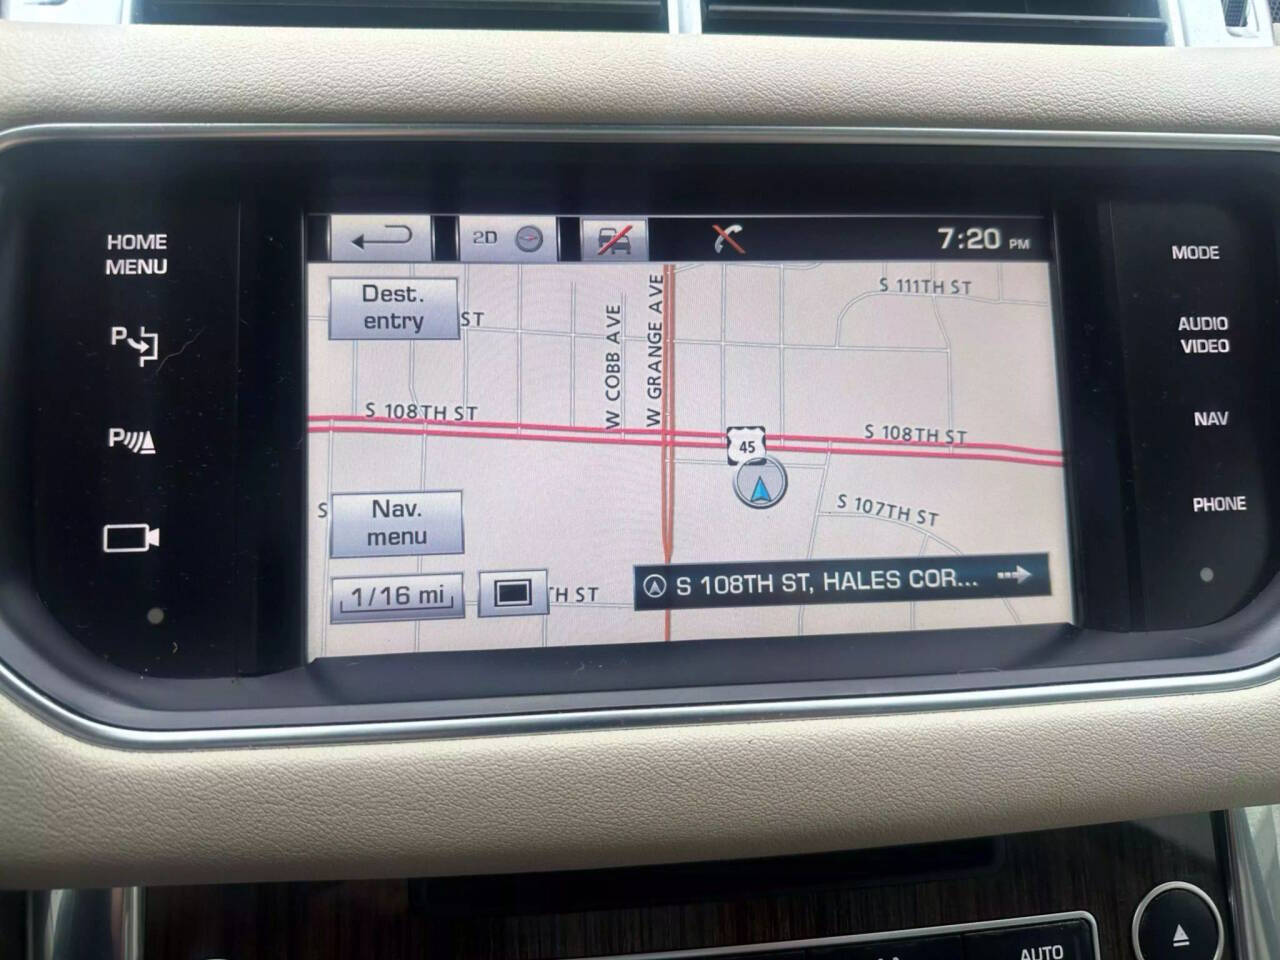 HOME
MENU
P
P
2D
7:20 PM
Dest.
entry
ST
W COBB AVE
W GRANGE AVE
S 111TH ST
S 108TH ST
45
S 108TH ST
S
Nav.
menu
S 107TH ST
1/16 mi
TH ST
S 108TH ST, HALES COR...
MODE
AUDIO
VIDEO
NAV
PHONE
AUTO